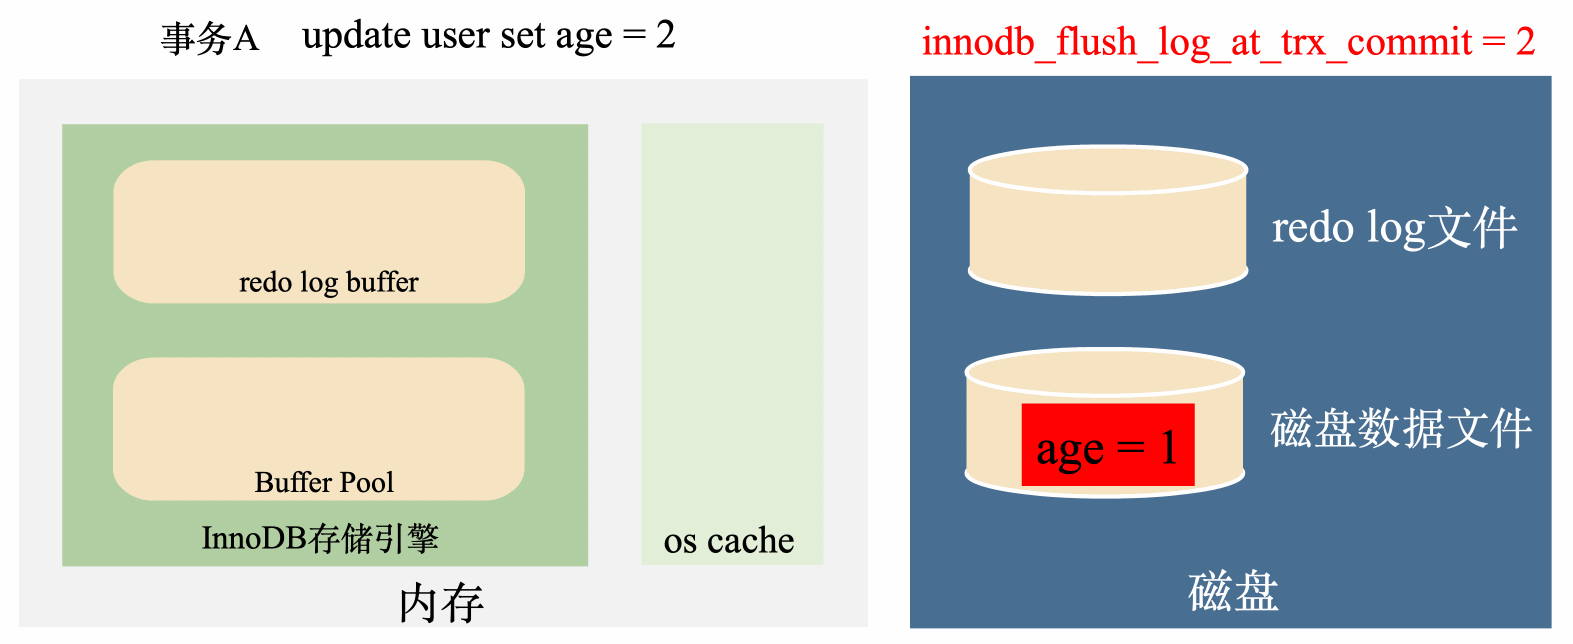 事务A update user set age = 2
innodb_flush_log_at_trx_commit = 2
redo log buffer
Buffer Pool
InnoDB存储引擎
os cache
内存
redo log文件
age = 1
磁盘数据文件
磁盘